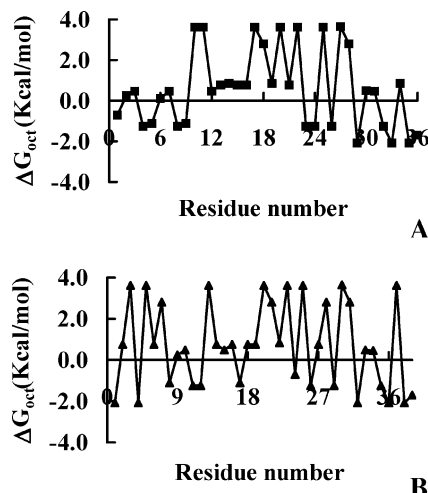 4.0
2.0
0.0
-2.0
-4.0
0 6 12 18 24 30 36
ΔGoct(Kcal/mol)
Residue number
A
4.0
2.0
0.0
-2.0
-4.0
0 9 18 27 36
ΔGoct(Kcal/mol)
Residue number
B